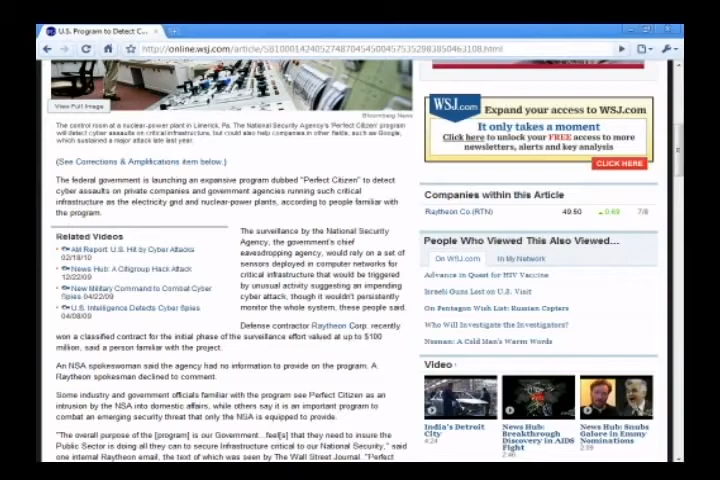 U.S. Program to Detect C...
http://online.wsj.com/article/SB10001424052748704545004575352983850463108.html
View Full Image
Bloomberg News
The control room at a nuclear-power plant in Limerick, Pa. The National Security Agency's 'Perfect Citizen' program
will detect cyber assaults on critical infrastructure, but could also help companies in other fields, such as Google,
which sustained a major attack late last year.
(See Corrections & Amplifications item below.)
The federal government is launching an expansive program dubbed "Perfect Citizen" to detect
cyber assaults on private companies and government agencies running such critical
infrastructure as the electricity grid and nuclear-power plants, according to people familiar with
the program.
Related Videos
AM Report: U.S. Hit by Cyber Attacks
02/18/10
News Hub: A Citigroup Hack Attack
12/22/09
New Military Command to Combat Cyber
Spies 04/22/09
U.S. Intelligence Detects Cyber Spies
04/08/09
The surveillance by the National Security
Agency, the government's chief
eavesdropping agency, would rely on a set of
sensors deployed in computer networks for
critical infrastructure that would be triggered
by unusual activity suggesting an impending
cyber attack, though it wouldn't persistently
monitor the whole system, these people said.
Defense contractor Raytheon Corp. recently
won a classified contract for the initial phase of the surveillance effort valued at up to $100
million, said a person familiar with the project.
An NSA spokeswoman said the agency had no information to provide on the program. A
Raytheon spokesman declined to comment.
Some industry and government officials familiar with the program see Perfect Citizen as an
intrusion by the NSA into domestic affairs, while others say it is an important program to
combat an emerging security threat that only the NSA is equipped to provide.
"The overall purpose of the [program] is our Government...feel[s] that they need to insure the
Public Sector is doing all they can to secure Infrastructure critical to our National Security," said
one internal Raytheon email, the text of which was seen by The Wall Street Journal. "Perfect
WSJ.com
Expand your access to WSJ.com
It only takes a moment
Click here to unlock your FREE access to more
newsletters, alerts and key analysis
CLICK HERE
Companies within this Article
Raytheon Co.(RTN) 49.50 0.69 7/8
People Who Viewed This Also Viewed...
On WSJ.com In My Network
Advance in Quest for HIV Vaccine
Israeli Guns Lost on U.S. Visit
On Pentagon Wish List: Russian Copters
Who Will Investigate the Investigators?
Noonan: A Cold Man's Warm Words
Video
India's Detroit
City
4:24
News Hub:
Breakthrough
Discovery in AIDS
Fight
2:46
News Hub: Snubs
Galore in Emmy
Nominations
2:39